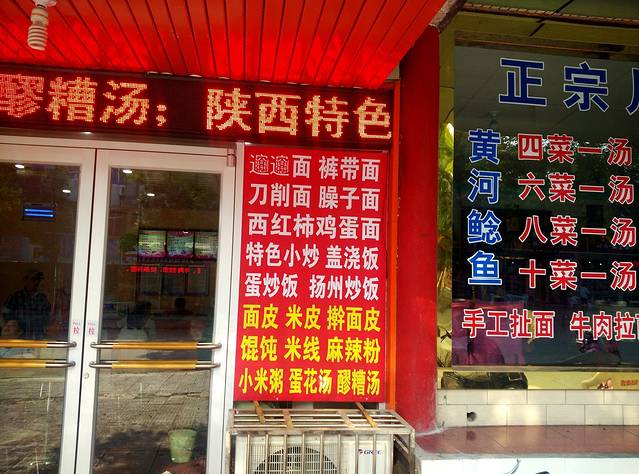 醪糟汤；陕西特色
𰻞𰻞面 裤带面
刀削面 臊子面
西红柿鸡蛋面
特色小炒 盖浇饭
蛋炒饭 扬州炒饭
面皮 米皮 擀面皮
馄饨 米线 麻辣粉
小米粥 蛋花汤 醪糟汤
拉
拉
GREE
正宗
黄河鲶鱼
四菜一汤
六菜一汤
八菜一汤
十菜一汤
手工扯面 牛肉拉面